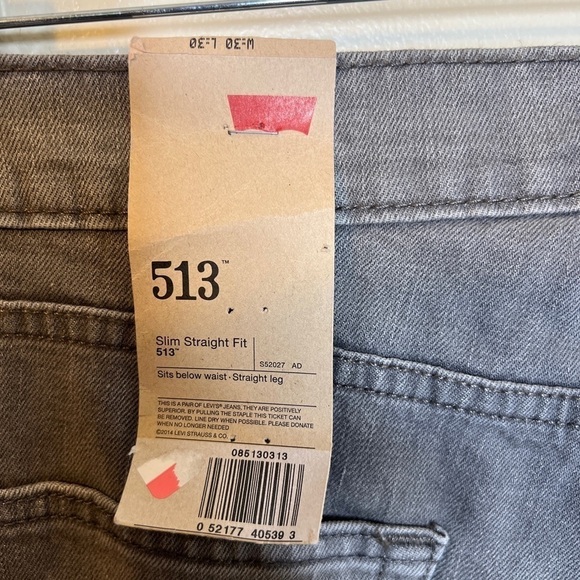 W=30 L=30
513™
Slim Straight Fit
513™
S52027 AD
Sits below waist·Straight leg
THIS IS A PAIR OF LEVI'S® JEANS, THEY ARE POSITIVELY
SUPERIOR. BY PULLING THE STAPLE THIS TICKET CAN
BE REMOVED. LINE DRY WHEN POSSIBLE. PLEASE DONATE
WHEN NO LONGER NEEDED
©2014 LEVI STRAUSS & CO.
085130313
0 52177 40539 3